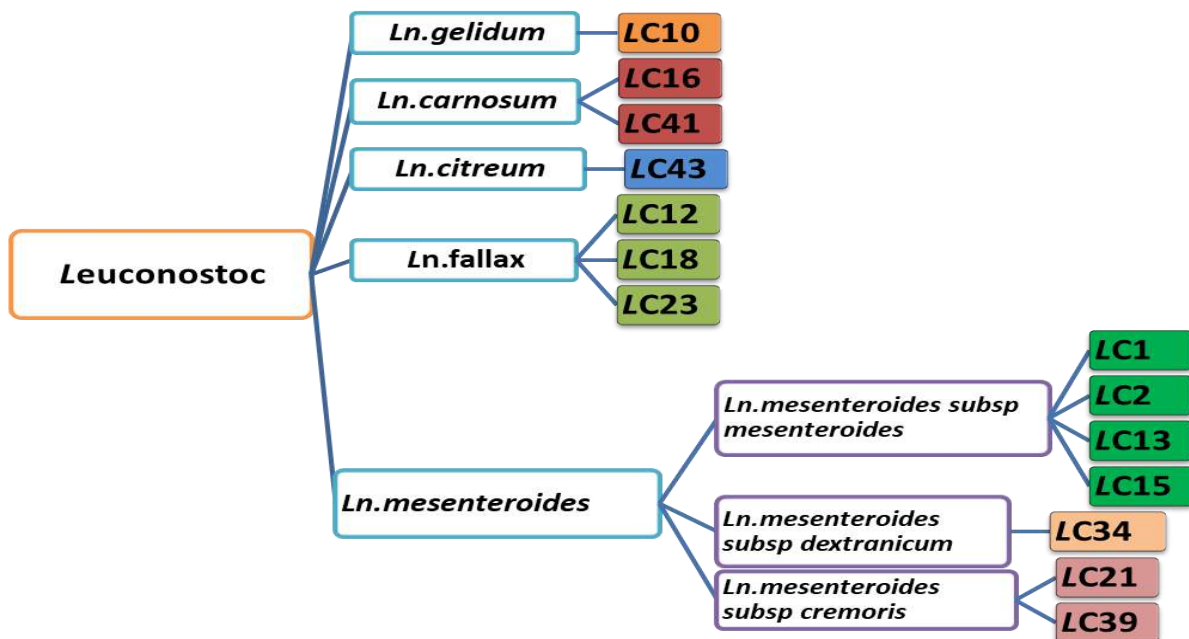 Ln.gelidum
LC10
Ln.carnosum
LC16
LC41
Ln.citreum
LC43
Leuconostoc
Ln.fallax
LC12
LC18
LC23
Ln.mesenteroides
Ln.mesenteroides subsp
mesenteroides
LC1
LC2
LC13
LC15
Ln.mesenteroides
subsp dextranicum
LC34
Ln.mesenteroides
subsp cremoris
LC21
LC39